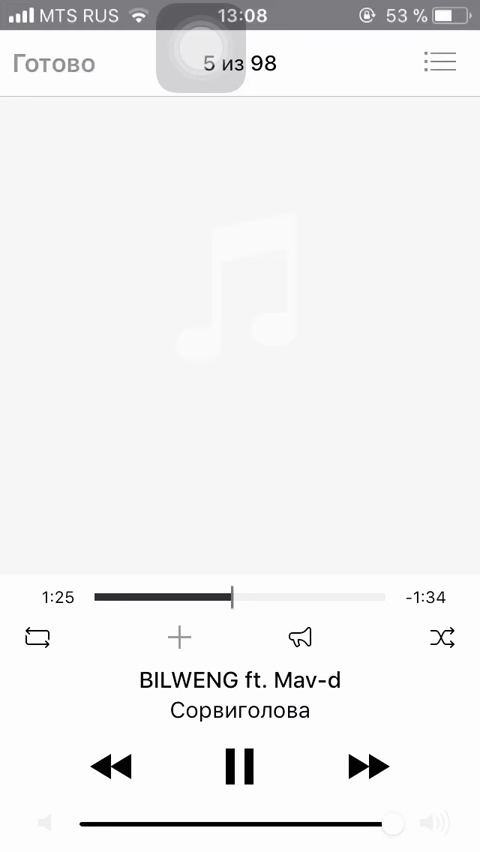 MTS RUS 13:08 53 %
Готово 5 из 98
1:25 -1:34
BILWENG ft. Mav-d
Сорвиголова